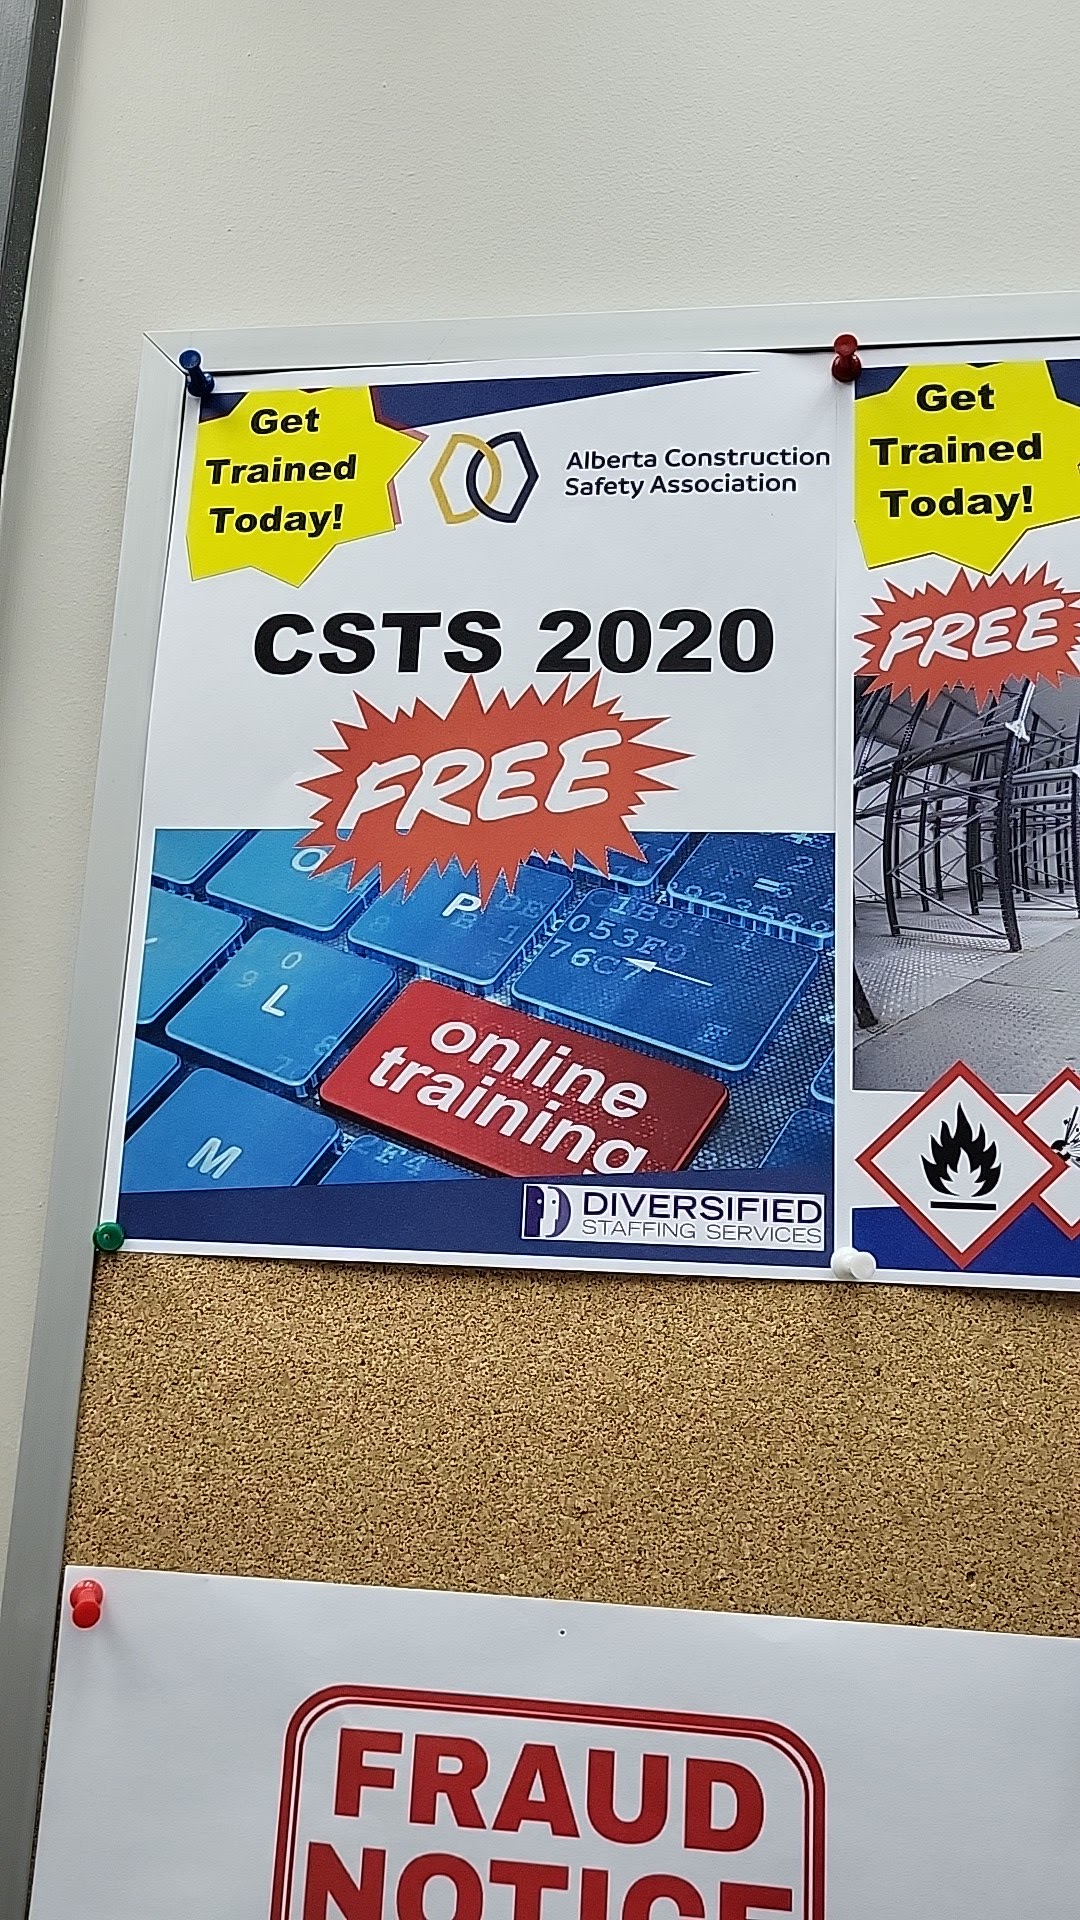 Get
Trained
Today!
Alberta Construction
Safety Association
CSTS 2020
FREE
O
P
L
M
online
training
DIVERSIFIED
STAFFING SERVICES
Get
Trained
Today!
FREE
FRAUD
NOTICE